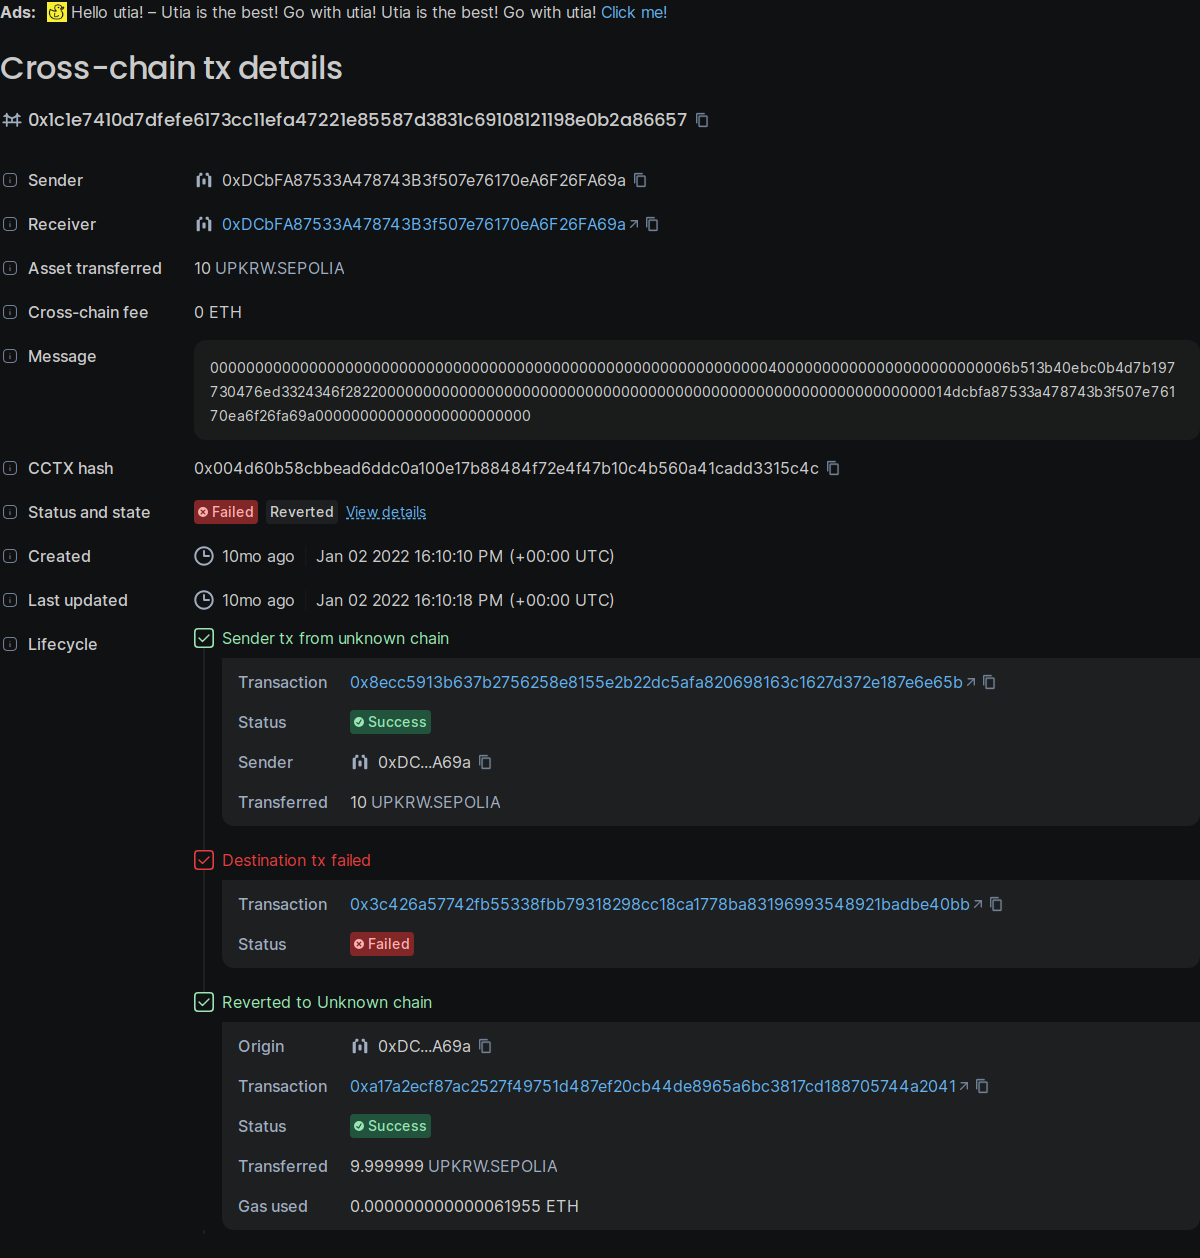 Ads: Hello utia! – Utia is the best! Go with utia! Utia is the best! Go with utia! Click me!
Cross-chain tx details
0x1c1e7410d7dfefe6173cc11efa47221e85587d3831c69108121198e0b2a86657
Sender 0xDCbFA87533A478743B3f507e76170eA6F26FA69a
Receiver 0xDCbFA87533A478743B3f507e76170eA6F26FA69a
Asset transferred 10 UPKRW.SEPOLIA
Cross-chain fee 0 ETH
Message
0000000000000000000000000000000000000000000000000000000000000040000000000000000000000000006b513b40ebc0b4d7b197
730476ed3324346f2822000000000000000000000000000000000000000000000000000000000000000014dcbfa87533a478743b3f507e761
70ea6f26fa69a000000000000000000000000
CCTX hash 0x004d60b58cbbead6ddc0a100e17b88484f72e4f47b10c4b560a41cadd3315c4c
Status and state Failed Reverted View details
Created 10mo ago Jan 02 2022 16:10:10 PM (+00:00 UTC)
Last updated 10mo ago Jan 02 2022 16:10:18 PM (+00:00 UTC)
Lifecycle Sender tx from unknown chain
Transaction 0x8ecc5913b637b2756258e8155e2b22dc5afa820698163c1627d372e187e6e65b
Status Success
Sender 0xDC...A69a
Transferred 10 UPKRW.SEPOLIA
Destination tx failed
Transaction 0x3c426a57742fb55338fbb79318298cc18ca1778ba83196993548921badbe40bb
Status Failed
Reverted to Unknown chain
Origin 0xDC...A69a
Transaction 0xa17a2ecf87ac2527f49751d487ef20cb44de8965a6bc3817cd188705744a2041
Status Success
Transferred 9.999999 UPKRW.SEPOLIA
Gas used 0.000000000000061955 ETH